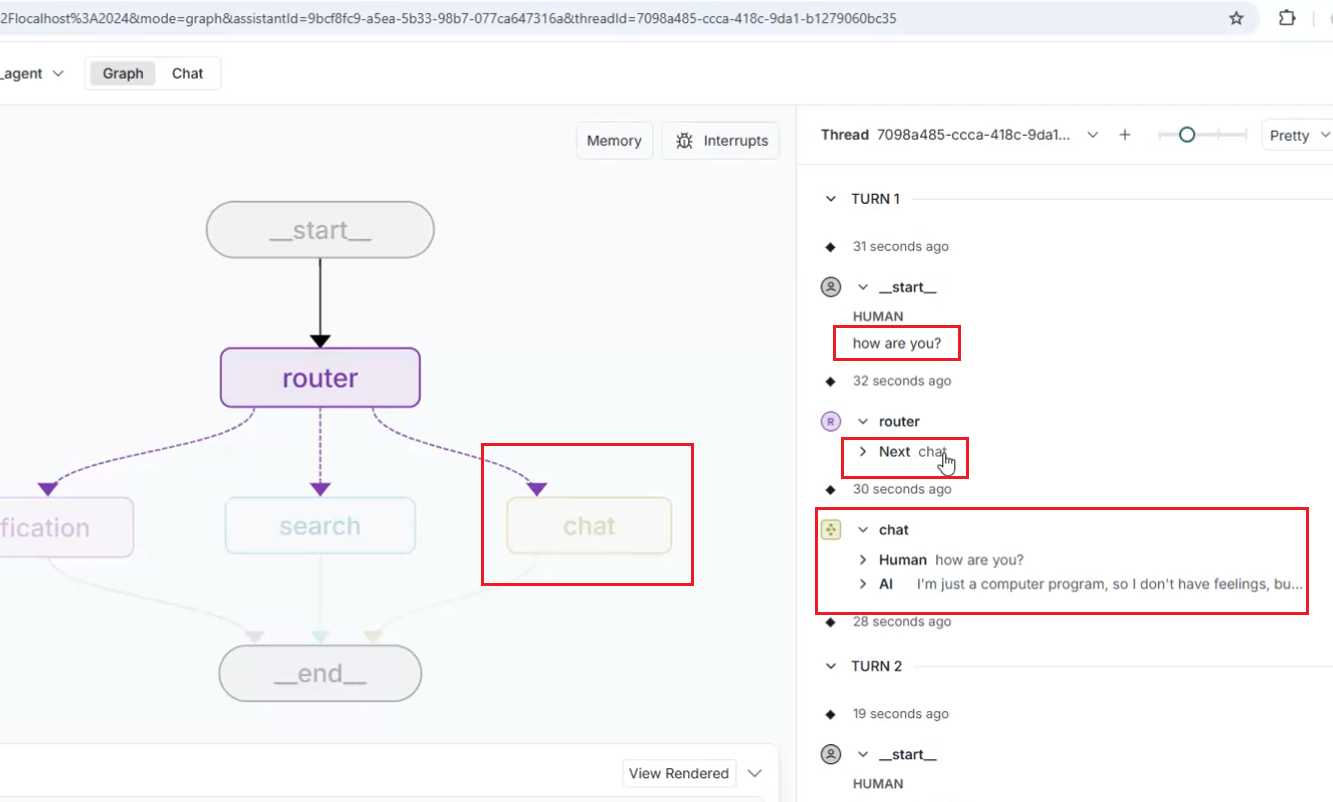 2Flocalhost%3A2024&mode=graph&assistantId=9bcf8fc9-a5ea-5b33-98b7-077ca647316a&threadId=7098a485-ccca-418c-9da1-b1279060bc35
_agent
Graph
Chat
Memory
Interrupts
__start__
router
fication
search
chat
__end__
View Rendered
Thread 7098a485-ccca-418c-9da1...
Pretty
TURN 1
31 seconds ago
__start__
HUMAN
how are you?
32 seconds ago
R
router
Next chat
30 seconds ago
chat
Human how are you?
AI I'm just a computer program, so I don't have feelings, bu...
28 seconds ago
TURN 2
19 seconds ago
__start__
HUMAN